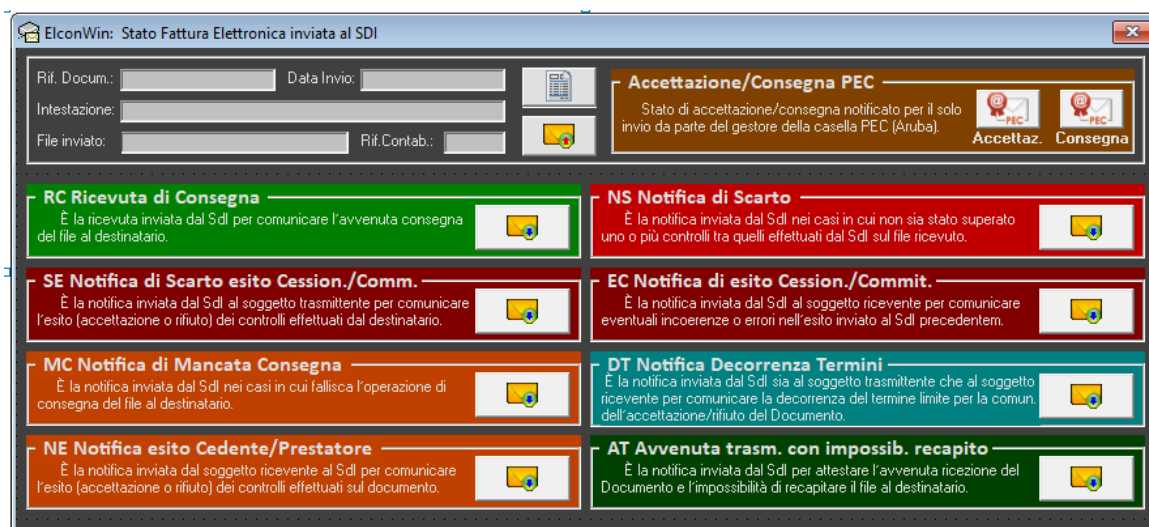 ElconWin: Stato Fattura Elettronica inviata al SDI
Rif. Docum.:
Data Invio:
Intestazione:
File inviato:
Rif.Contab.:
Accettazione/Consegna PEC
Stato di accettazione/consegna notificato per il solo
invio da parte del gestore della casella PEC (Aruba).
PEC
Accettaz.
PEC
Consegna
RC Ricevuta di Consegna
È la ricevuta inviata dal SdI per comunicare l'avvenuta consegna
del file al destinatario.
NS Notifica di Scarto
È la notifica inviata dal SdI nei casi in cui non sia stato superato
uno o più controlli tra quelli effettuati dal SdI sul file ricevuto.
SE Notifica di Scarto esito Cession./Comm.
È la notifica inviata dal SdI al soggetto trasmittente per comunicare
l'esito (accettazione o rifiuto) dei controlli effettuati dal destinatario.
EC Notifica di esito Cession./Commit.
È la notifica inviata dal SdI al soggetto ricevente per comunicare
eventuali incoerenze o errori nell'esito inviato al SdI precedentem.
MC Notifica di Mancata Consegna
È la notifica inviata dal SdI nei casi in cui fallisca l'operazione di
consegna del file al destinatario.
DT Notifica Decorrenza Termini
È la notifica inviata dal SdI sia al soggetto trasmittente che al soggetto
ricevente per comunicare la decorrenza del termine limite per la comun.
dell'accettazione/rifiuto del Documento.
NE Notifica esito Cedente/Prestatore
È la notifica inviata dal soggetto ricevente al SdI per comunicare
l'esito (accettazione o rifiuto) dei controlli effettuati sul documento.
AT Avvenuta trasm. con impossib. recapito
È la notifica inviata dal SdI per attestare l'avvenuta ricezione del
Documento e l'impossibilità di recapitare il file al destinatario.